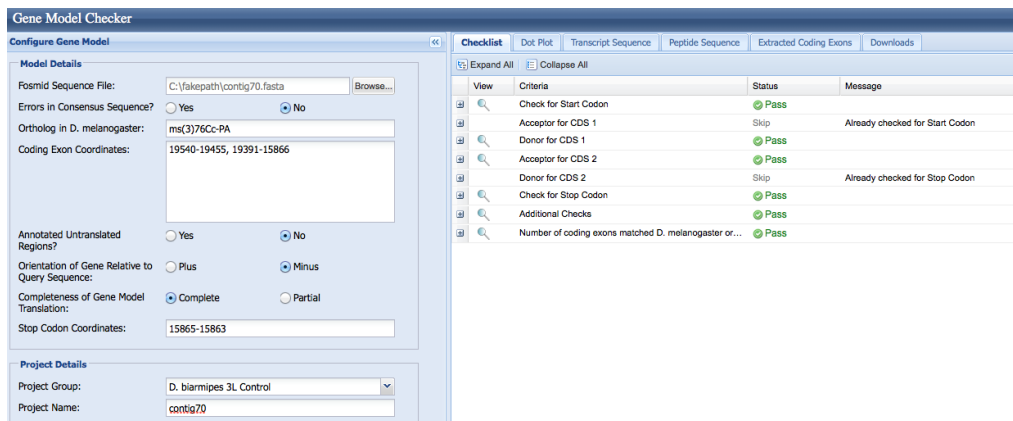 Gene Model Checker
Configure Gene Model
Model Details
Fosmid Sequence File: C:\fakepath\contig70.fasta Browse...
Errors in Consensus Sequence? Yes No
Ortholog in D. melanogaster: ms(3)76Cc-PA
Coding Exon Coordinates: 19540-19455, 19391-15866
Annotated Untranslated Regions? Yes No
Orientation of Gene Relative to Query Sequence: Plus Minus
Completeness of Gene Model Translation: Complete Partial
Stop Codon Coordinates: 15865-15863
Project Details
Project Group: D. biarmipes 3L Control
Project Name: contig70
Checklist Dot Plot Transcript Sequence Peptide Sequence Extracted Coding Exons Downloads
Expand All Collapse All
View Criteria Status Message
Check for Start Codon Pass
Acceptor for CDS 1 Skip Already checked for Start Codon
Donor for CDS 1 Pass
Acceptor for CDS 2 Pass
Donor for CDS 2 Skip Already checked for Stop Codon
Check for Stop Codon Pass
Additional Checks Pass
Number of coding exons matched D. melanogaster or... Pass